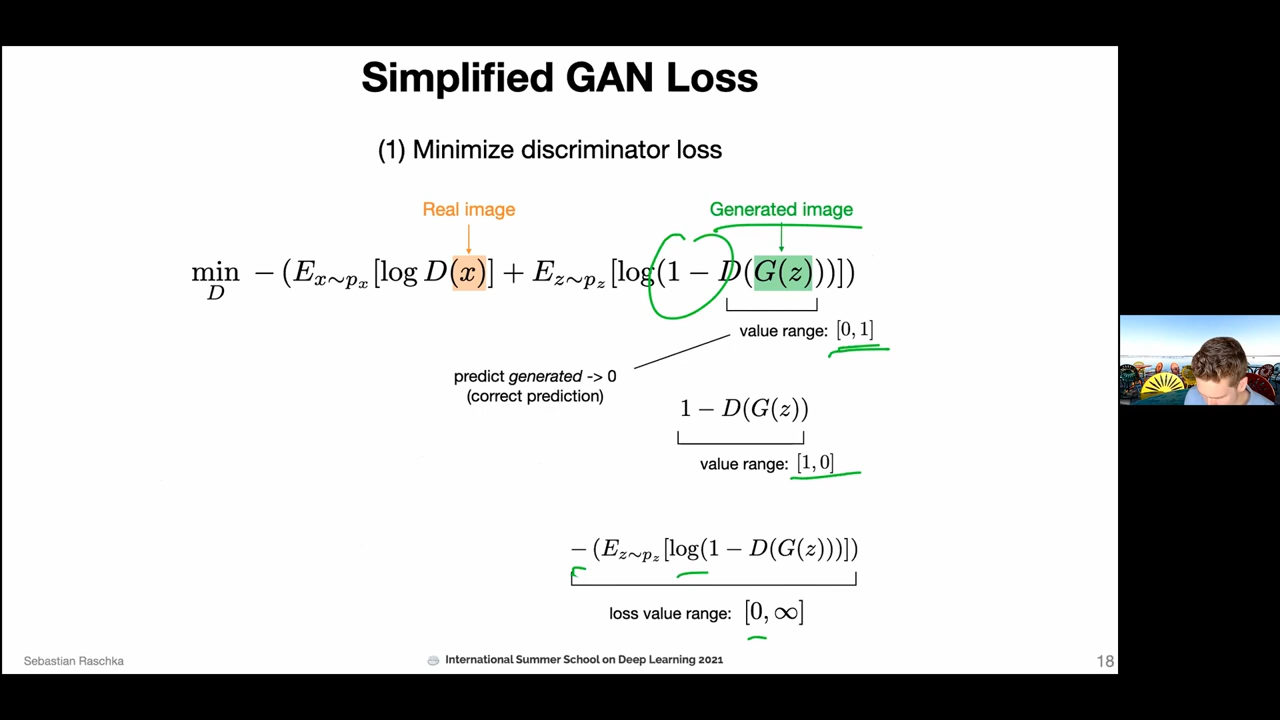 Simplified GAN Loss
(1) Minimize discriminator loss
Real image
Generated image
min_D − (E_{x∼p_x}[log D(x)] + E_{z∼p_z}[log(1 − D(G(z)))])
value range: [0, 1]
predict generated -> 0
(correct prediction)
1 − D(G(z))
value range: [1, 0]
− (E_{z∼p_z}[log(1 − D(G(z)))])
loss value range: [0, ∞]
Sebastian Raschka
International Summer School on Deep Learning 2021
18